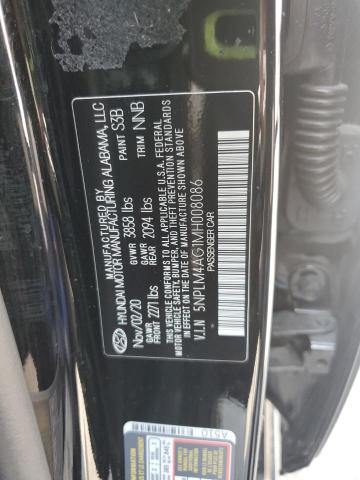 HYUNDAI MOTOR MANUFACTURING ALABAMA, LLC
Nov/02/20 GVWR 3858 lbs PAINT S3B
GAWR FRONT 2271 lbs GAWR REAR 2094 lbs TRIM NNB
THIS VEHICLE CONFORMS TO ALL APPLICABLE U.S.A. FEDERAL
MOTOR VEHICLE SAFETY, BUMPER, AND THEFT PREVENTION STANDARDS
IN EFFECT ON THE DATE OF MANUFACTURE SHOWN ABOVE.
V.I.N 5NPLM4AG1MH008086
PASSENGER CAR
A510
INFORMATION